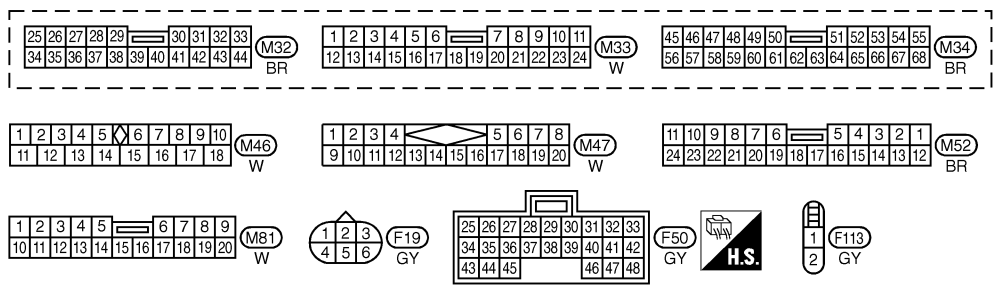 25 26 27 28 29 30 31 32 33
34 35 36 37 38 39 40 41 42 43 44
M32
BR
1 2 3 4 5 6 7 8 9 10 11
12 13 14 15 16 17 18 19 20 21 22 23 24
M33
W
45 46 47 48 49 50 51 52 53 54 55
56 57 58 59 60 61 62 63 64 65 66 67 68
M34
BR
1 2 3 4 5 6 7 8 9 10
11 12 13 14 15 16 17 18
M46
W
1 2 3 4 5 6 7 8
9 10 11 12 13 14 15 16 17 18 19 20
M47
W
11 10 9 8 7 6 5 4 3 2 1
24 23 22 21 20 19 18 17 16 15 14 13 12
M52
BR
1 2 3 4 5 6 7 8 9
10 11 12 13 14 15 16 17 18 19 20
M81
W
1 2 3
4 5 6
F19
GY
25 26 27 28 29 30 31 32 33
34 35 36 37 38 39 40 41 42
43 44 45 46 47 48
F50
GY
H.S.
1
2
F113
GY